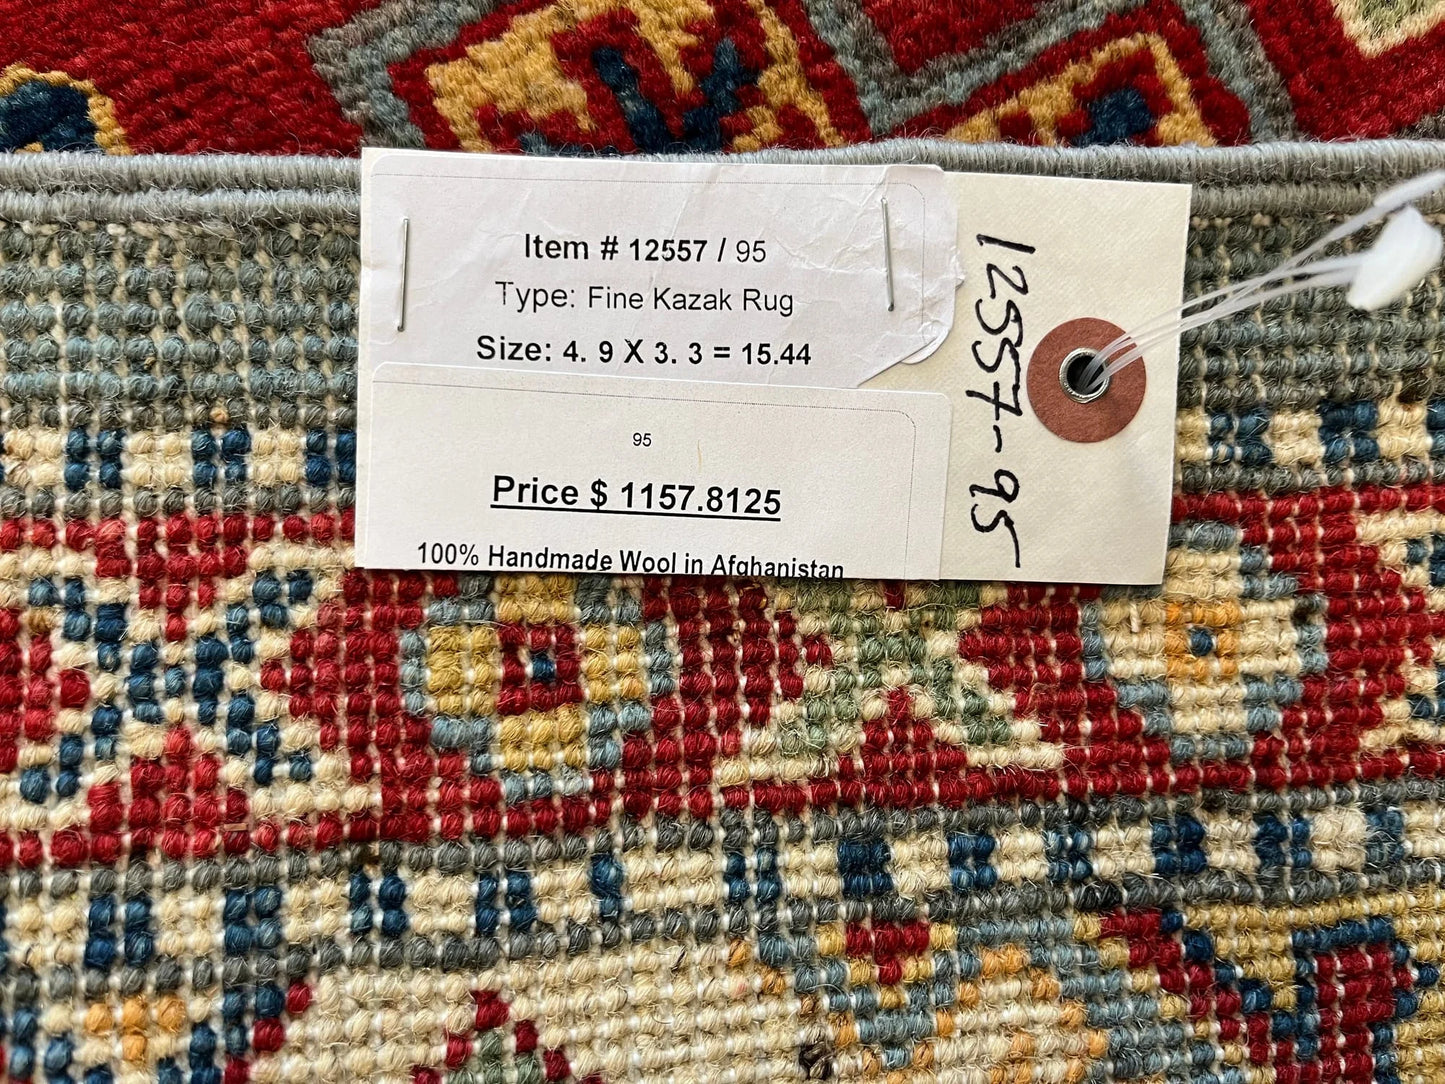 Item # 12557 / 95
Type: Fine Kazak Rug
Size: 4. 9 X 3. 3 = 15.44
95
Price $ 1157.8125
100% Handmade Wool in Afghanistan
12557-95